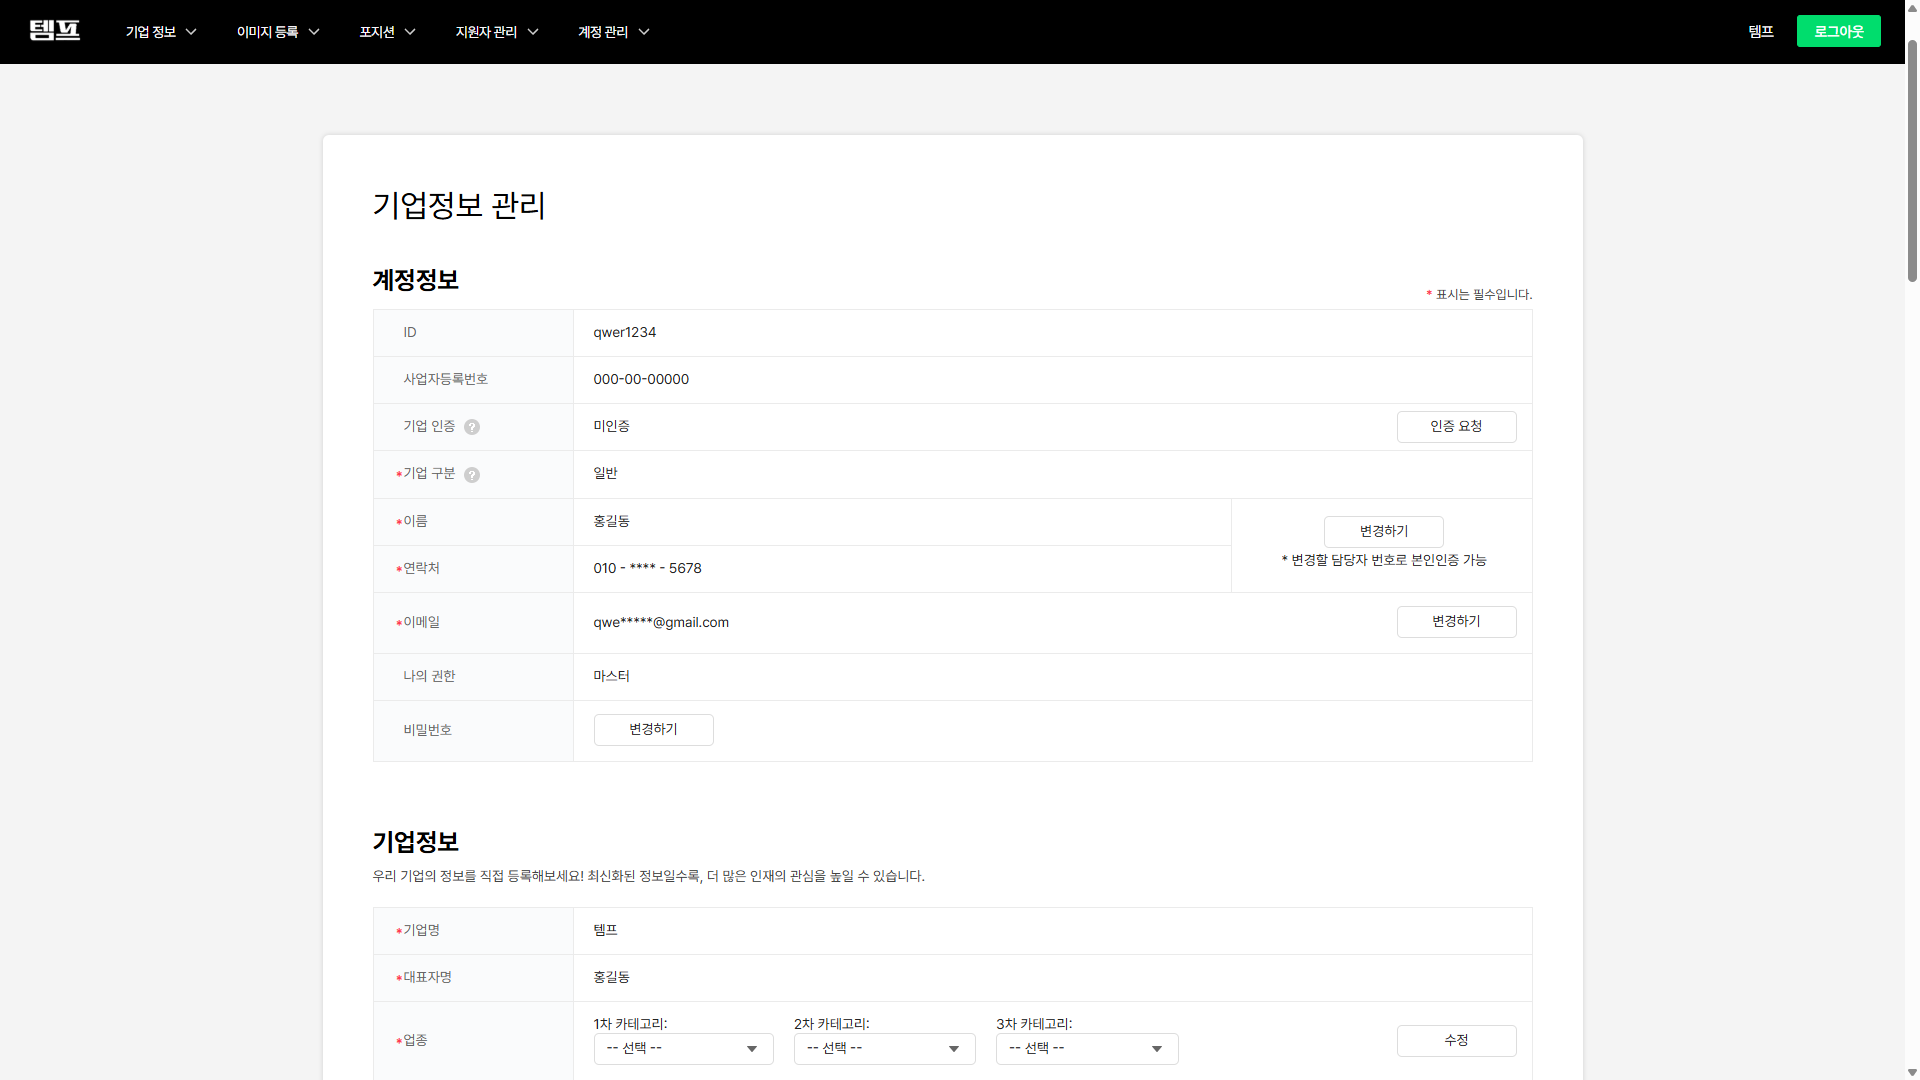 템프 기업 정보 이미지 등록 포지션 지원자 관리 계정 관리 템프 로그아웃
기업정보 관리
계정정보
* 표시는 필수입니다.
ID qwer1234
사업자등록번호 000-00-00000
기업 인증 ? 미인증 인증 요청
*기업 구분 ? 일반
*이름 홍길동
변경하기
* 변경할 담당자 번호로 본인인증 가능
*연락처 010 - **** - 5678
*이메일 qwe*****@gmail.com 변경하기
나의 권한 마스터
비밀번호 변경하기
기업정보
우리 기업의 정보를 직접 등록해보세요! 최신화된 정보일수록, 더 많은 인재의 관심을 높일 수 있습니다.
*기업명 템프
*대표자명 홍길동
1차 카테고리: 2차 카테고리: 3차 카테고리:
*업종 -- 선택 -- -- 선택 -- -- 선택 -- 수정